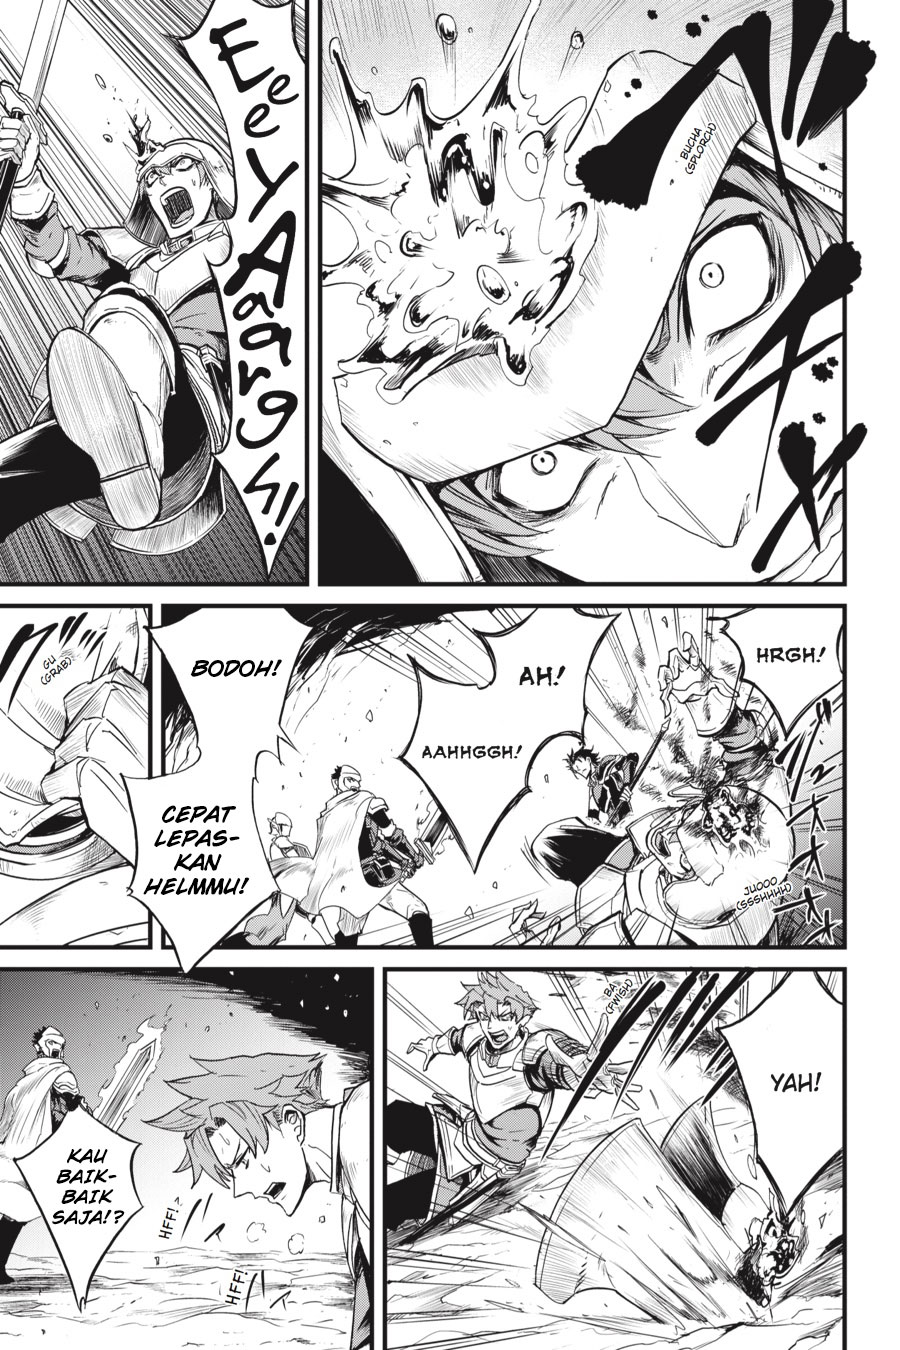 BUCHA
(SPLORCH)
EeeeYAaangsh!
HRGH!
JUOOO
(SSSHHHH)
AH!
AAHHGGH!
BODOH!
CEPAT
LEPAS-
KAN
HELMMU!
GU
(GRAB)
YAH!
BA
(FWISH)
HFF!
HFF!
KAU
BAIK-
BAIK
SAJA!?